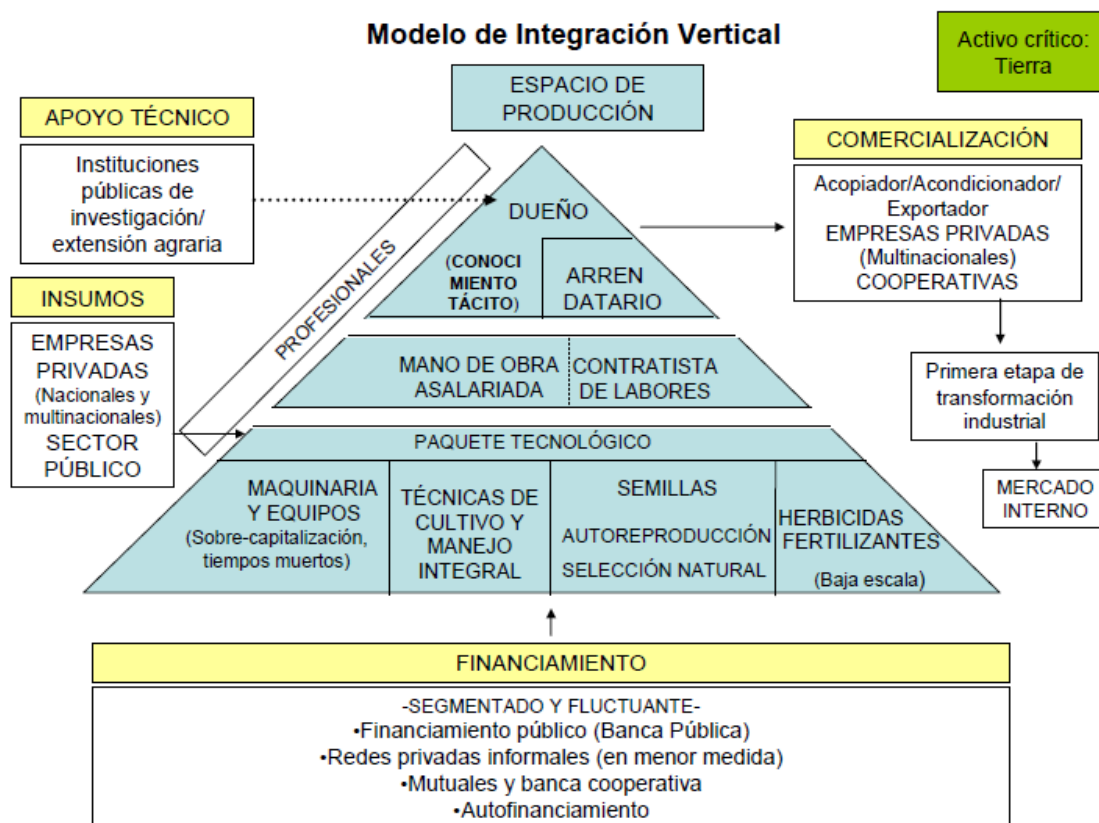 Modelo de Integración Vertical
Activo crítico:
Tierra
ESPACIO DE
PRODUCCIÓN
APOYO TÉCNICO
Instituciones
públicas de
investigación/
extensión agraria
INSUMOS
EMPRESAS
PRIVADAS
(Nacionales y
multinacionales)
SECTOR
PÚBLICO
PROFESIONALES
DUEÑO
(CONOCI
MIENTO
TÁCITO)
ARREN
DATARIO
MANO DE OBRA
ASALARIADA
CONTRATISTA
DE LABORES
PAQUETE TECNOLÓGICO
MAQUINARIA
Y EQUIPOS
(Sobre-capitalización,
tiempos muertos)
TÉCNICAS DE
CULTIVO Y
MANEJO
INTEGRAL
SEMILLAS
AUTOREPRODUCCIÓN
SELECCIÓN NATURAL
HERBICIDAS
FERTILIZANTES
(Baja escala)
COMERCIALIZACIÓN
Acopiador/Acondicionador/
Exportador
EMPRESAS PRIVADAS
(Multinacionales)
COOPERATIVAS
Primera etapa de
transformación
industrial
MERCADO
INTERNO
FINANCIAMIENTO
-SEGMENTADO Y FLUCTUANTE-
•Financiamiento público (Banca Pública)
•Redes privadas informales (en menor medida)
•Mutuales y banca cooperativa
•Autofinanciamiento